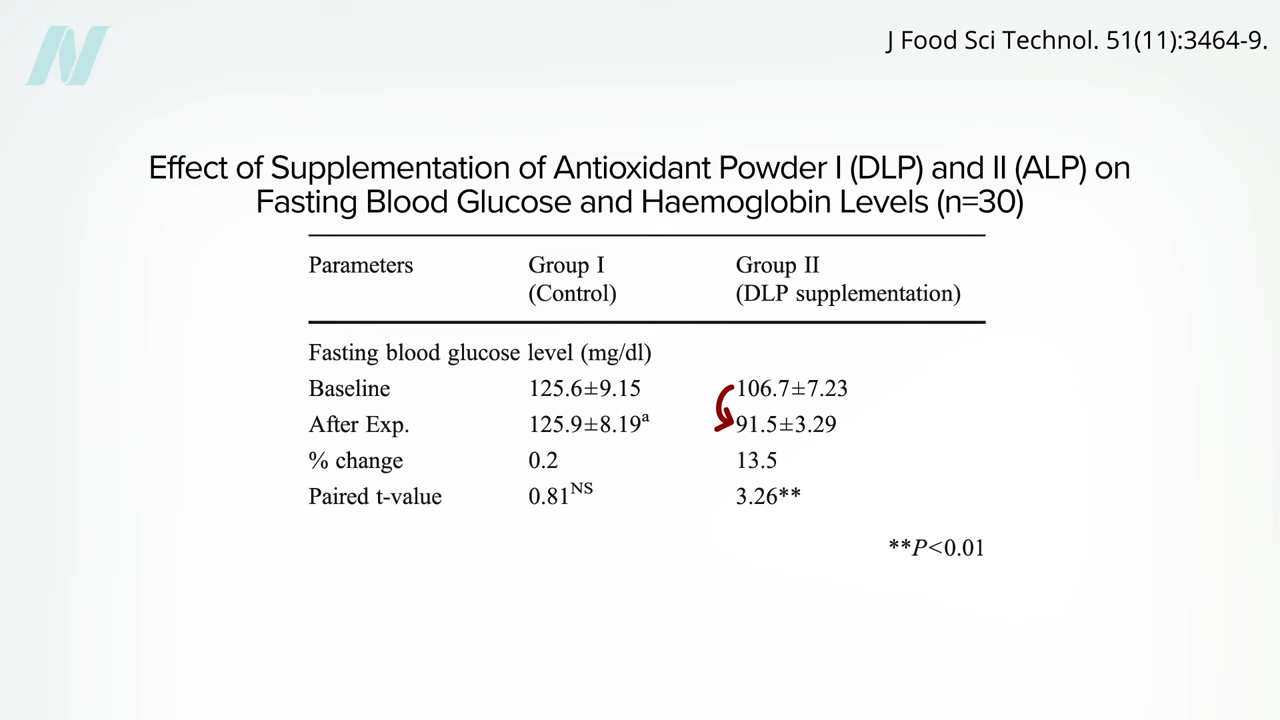 J Food Sci Technol. 51(11):3464-9.
Effect of Supplementation of Antioxidant Powder I (DLP) and II (ALP) on
Fasting Blood Glucose and Haemoglobin Levels (n=30)
Parameters Group I Group II
(Control) (DLP supplementation)
Fasting blood glucose level (mg/dl)
Baseline 125.6±9.15 106.7±7.23
After Exp. 125.9±8.19ᵃ 91.5±3.29
% change 0.2 13.5
Paired t-value 0.81ᴺˢ 3.26**
**P<0.01